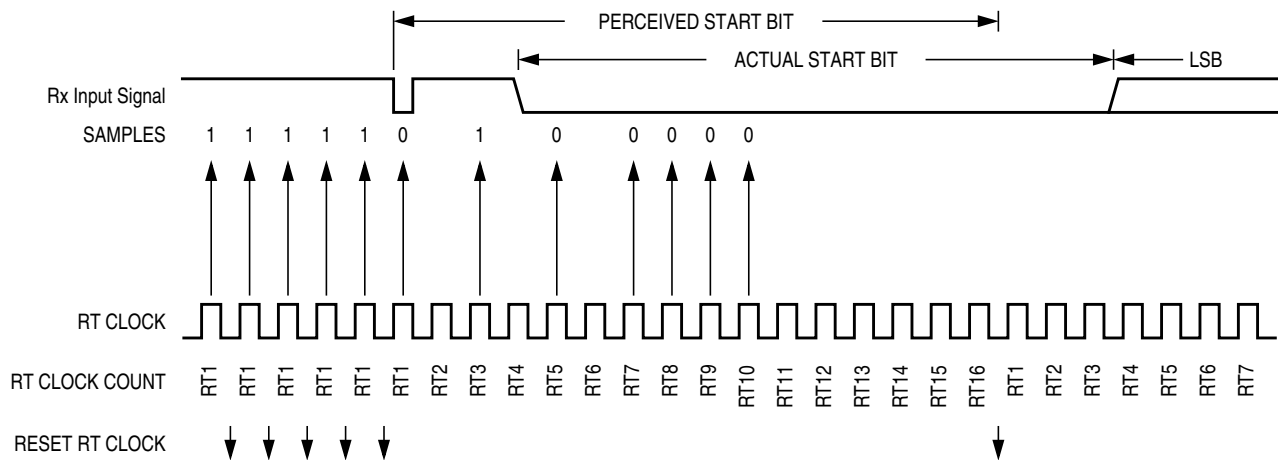 PERCEIVED START BIT
ACTUAL START BIT LSB
Rx Input Signal
SAMPLES 1 1 1 1 1 0 1 0 0 0 0 0
RT CLOCK
RT CLOCK COUNT RT1 RT1 RT1 RT1 RT1 RT1 RT2 RT3 RT4 RT5 RT6 RT7 RT8 RT9 RT10 RT11 RT12 RT13 RT14 RT15 RT16 RT1 RT2 RT3 RT4 RT5 RT6 RT7
RESET RT CLOCK